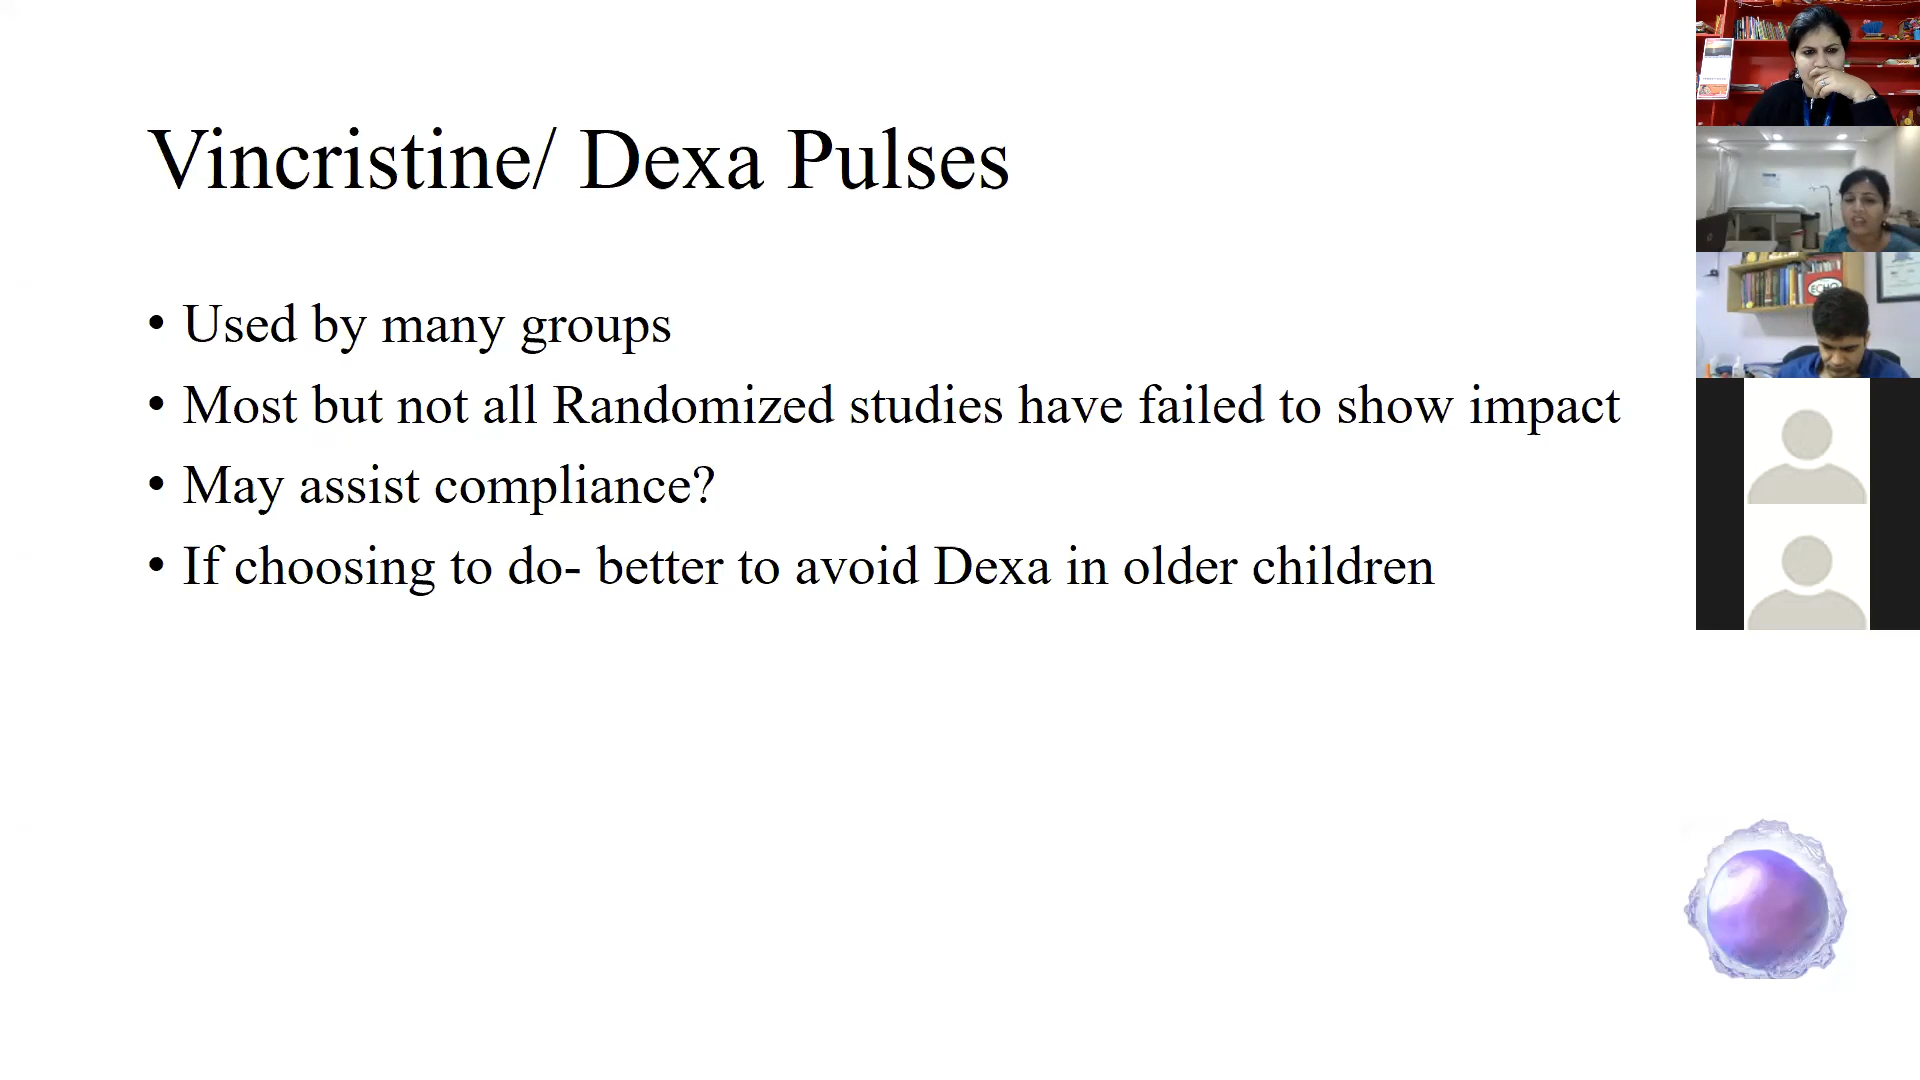 Vincristine/ Dexa Pulses
• Used by many groups
• Most but not all Randomized studies have failed to show impact
• May assist compliance?
• If choosing to do- better to avoid Dexa in older children
ECHO